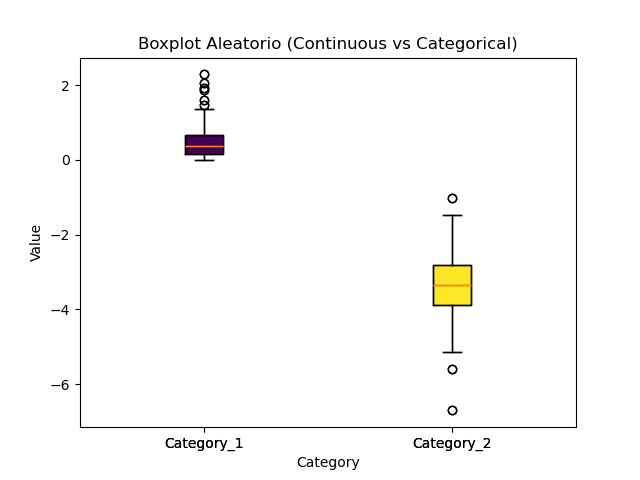 Boxplot Aleatorio (Continuous vs Categorical)
2
0
−2
−4
−6
Value
Category_1
Category_2
Category